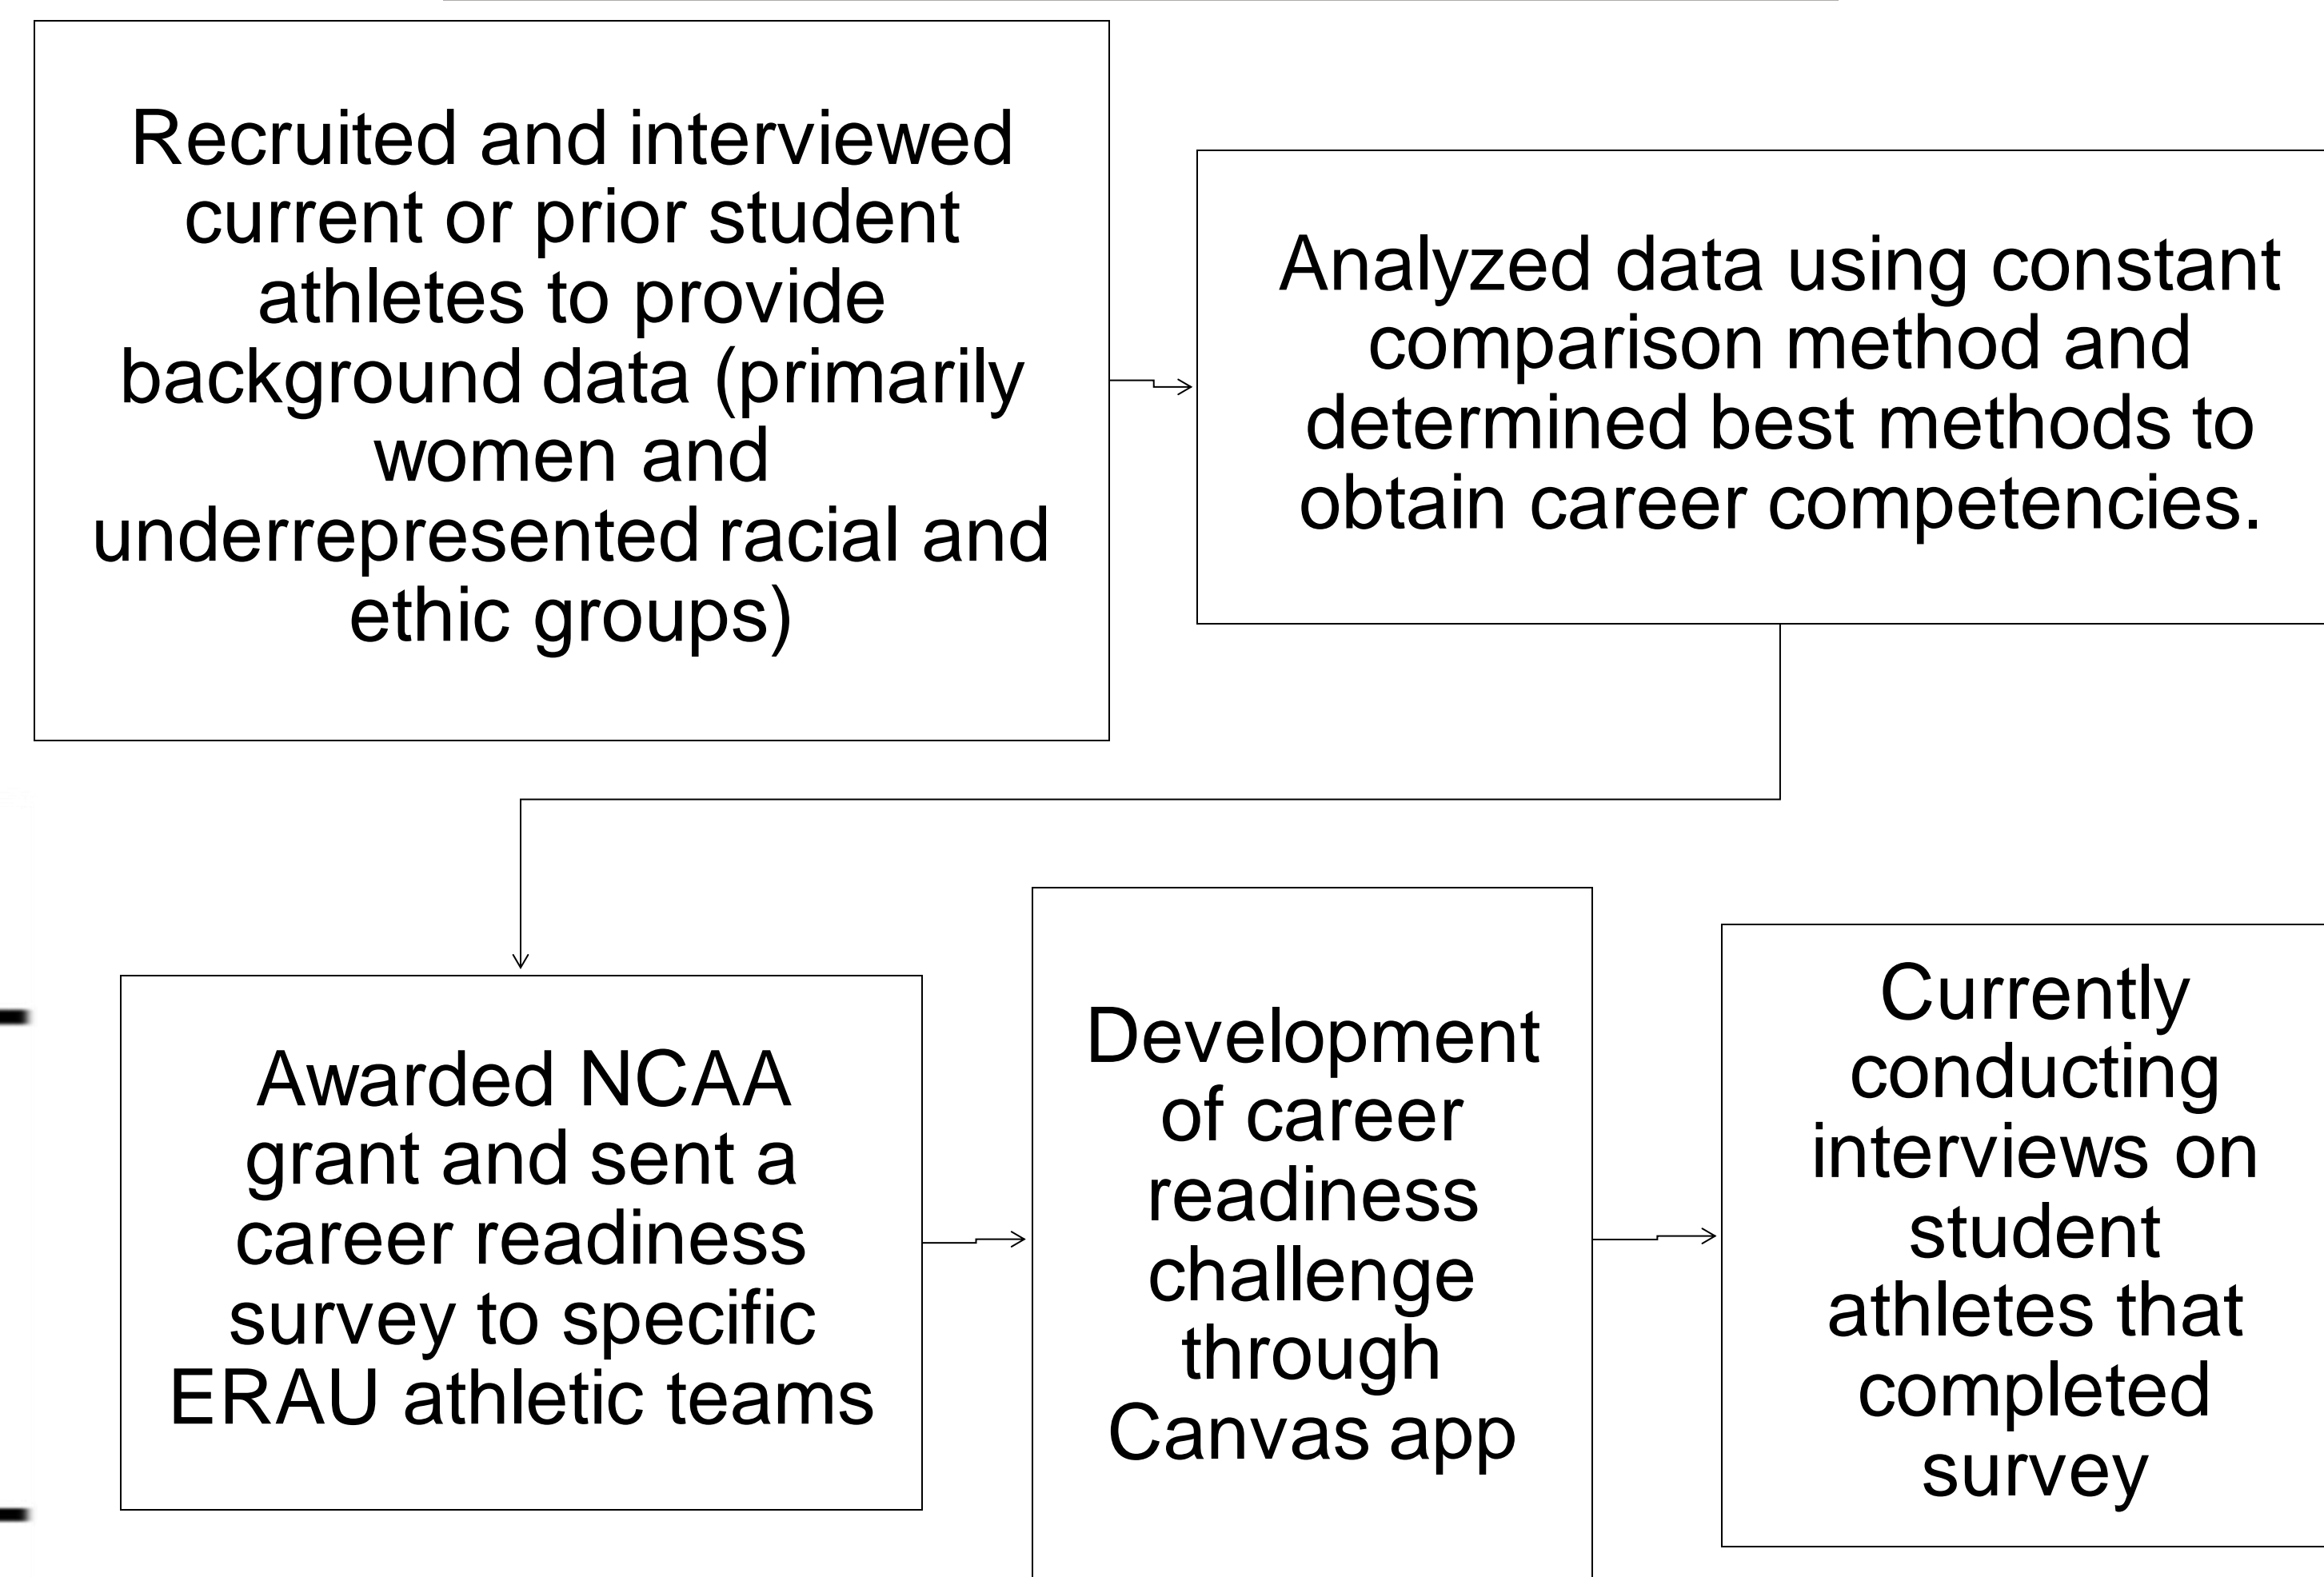 Recruited and interviewed
current or prior student
athletes to provide
background data (primarily
women and
underrepresented racial and
ethic groups)
Analyzed data using constant
comparison method and
determined best methods to
obtain career competencies.
Awarded NCAA
grant and sent a
career readiness
survey to specific
ERAU athletic teams
Development
of career
readiness
challenge
through
Canvas app
Currently
conducting
interviews on
student
athletes that
completed
survey